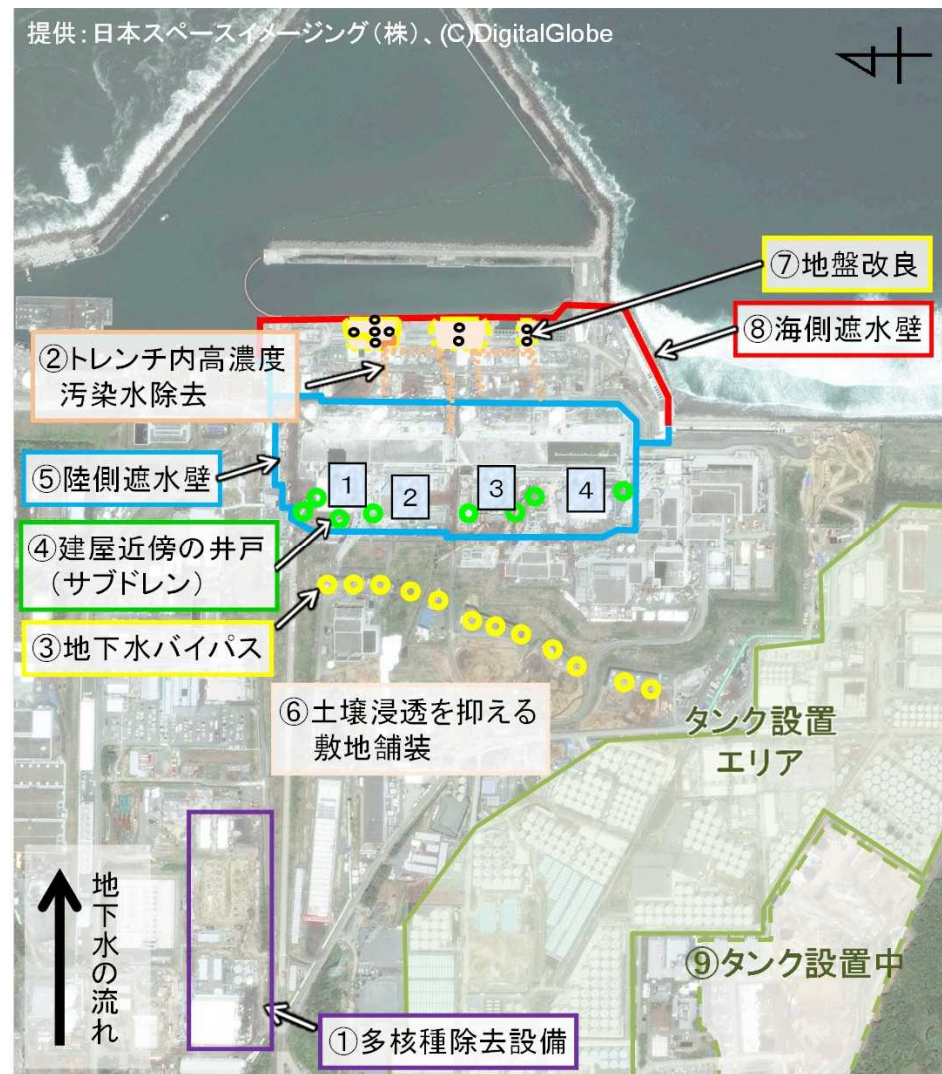 提供:日本スペースイメージング(株)、(C)DigitalGlobe
⑦地盤改良
⑧海側遮水壁
②トレンチ内高濃度
汚染水除去
⑤陸側遮水壁
1
2
3
4
④建屋近傍の井戸
(サブドレン)
③地下水バイパス
⑥土壌浸透を抑える
敷地舗装
タンク設置
エリア
地下水の流れ
⑨タンク設置中
①多核種除去設備